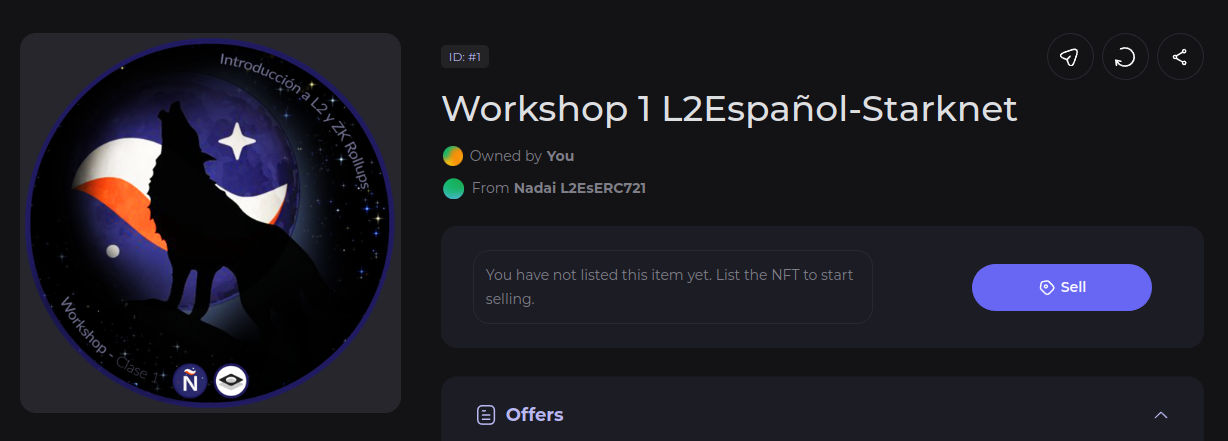 Introducción a L2 y ZK Rollups
Workshop - Clase 1
Ñ
ID: #1
Workshop 1 L2Español-Starknet
Owned by You
From Nadai L2EsERC721
You have not listed this item yet. List the NFT to start
selling.
Sell
Offers